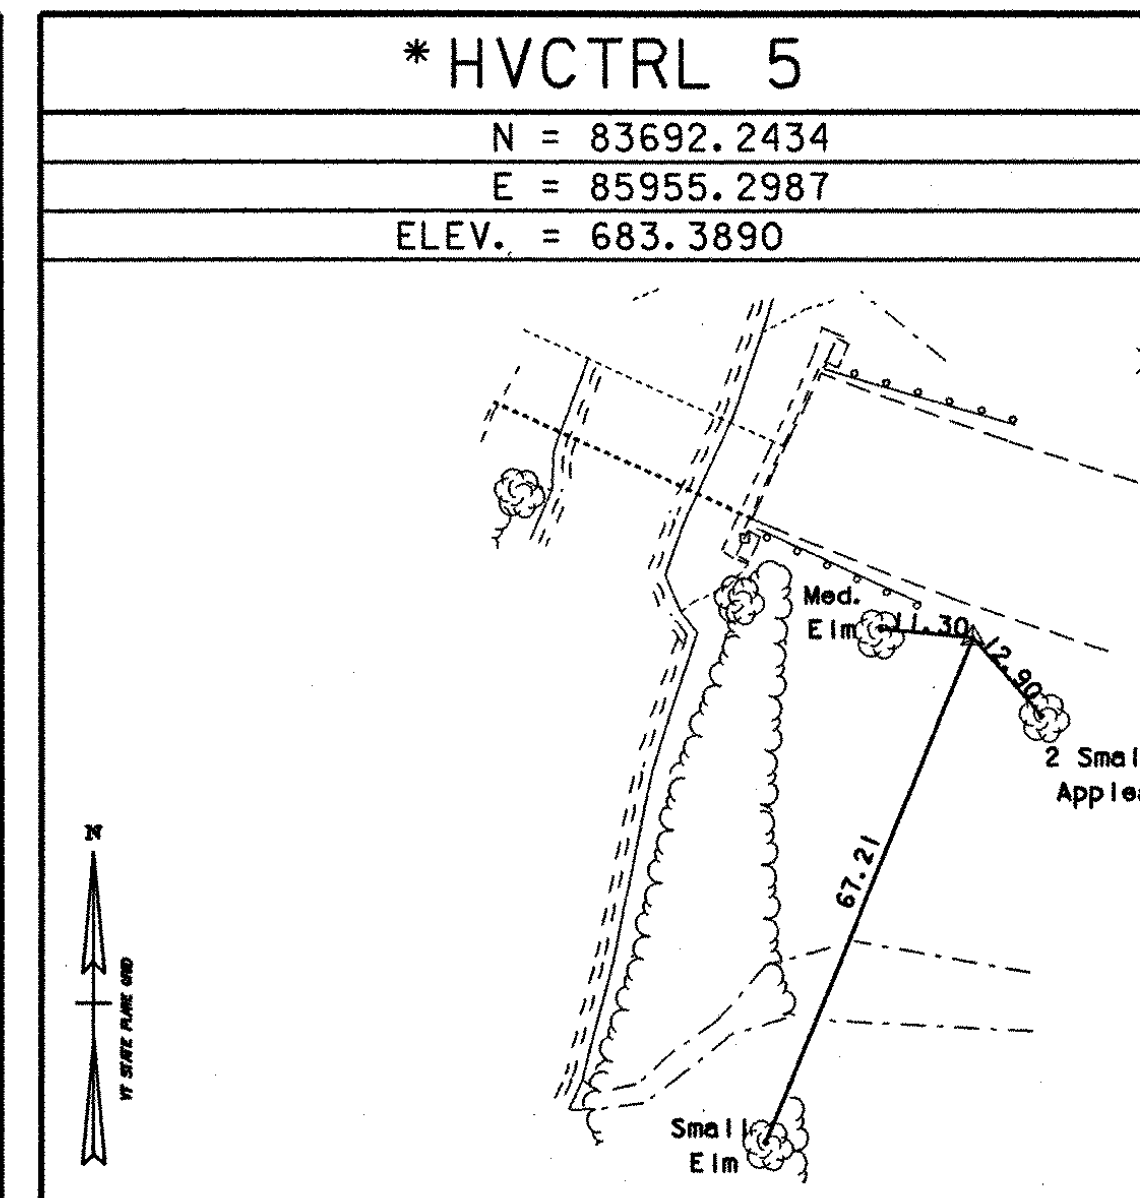 *HVCTRL 5
N = 83692.2434
E = 85955.2987
ELEV. = 683.3890
Med.
Elm
11.30
12.90
2 Smal
Apples
67.21
N
VT STATE PLANE GRID
Small
Elm